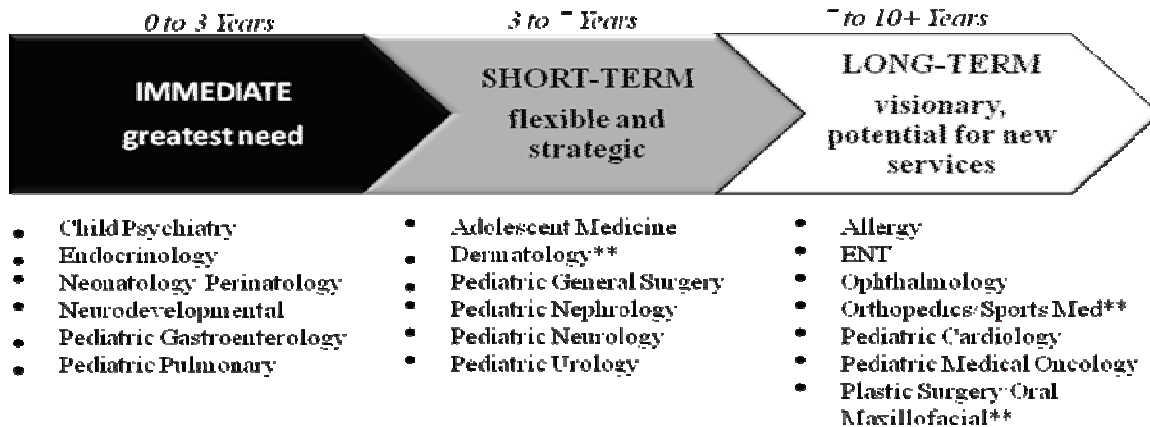 0 to 3 Years
3 to 7 Years
7 to 10+ Years
IMMEDIATE
greatest need
SHORT-TERM
flexible and
strategic
LONG-TERM
visionary,
potential for new
services
• Child Psychiatry
• Endocrinology
• Neonatology/Perinatology
• Neurodevelopmental
• Pediatric Gastroenterology
• Pediatric Pulmonary
• Adolescent Medicine
• Dermatology**
• Pediatric General Surgery
• Pediatric Nephrology
• Pediatric Neurology
• Pediatric Urology
• Allergy
• ENT
• Ophthalmology
• Orthopedics/Sports Med**
• Pediatric Cardiology
• Pediatric Medical Oncology
• Plastic Surgery/Oral
Maxillofacial**